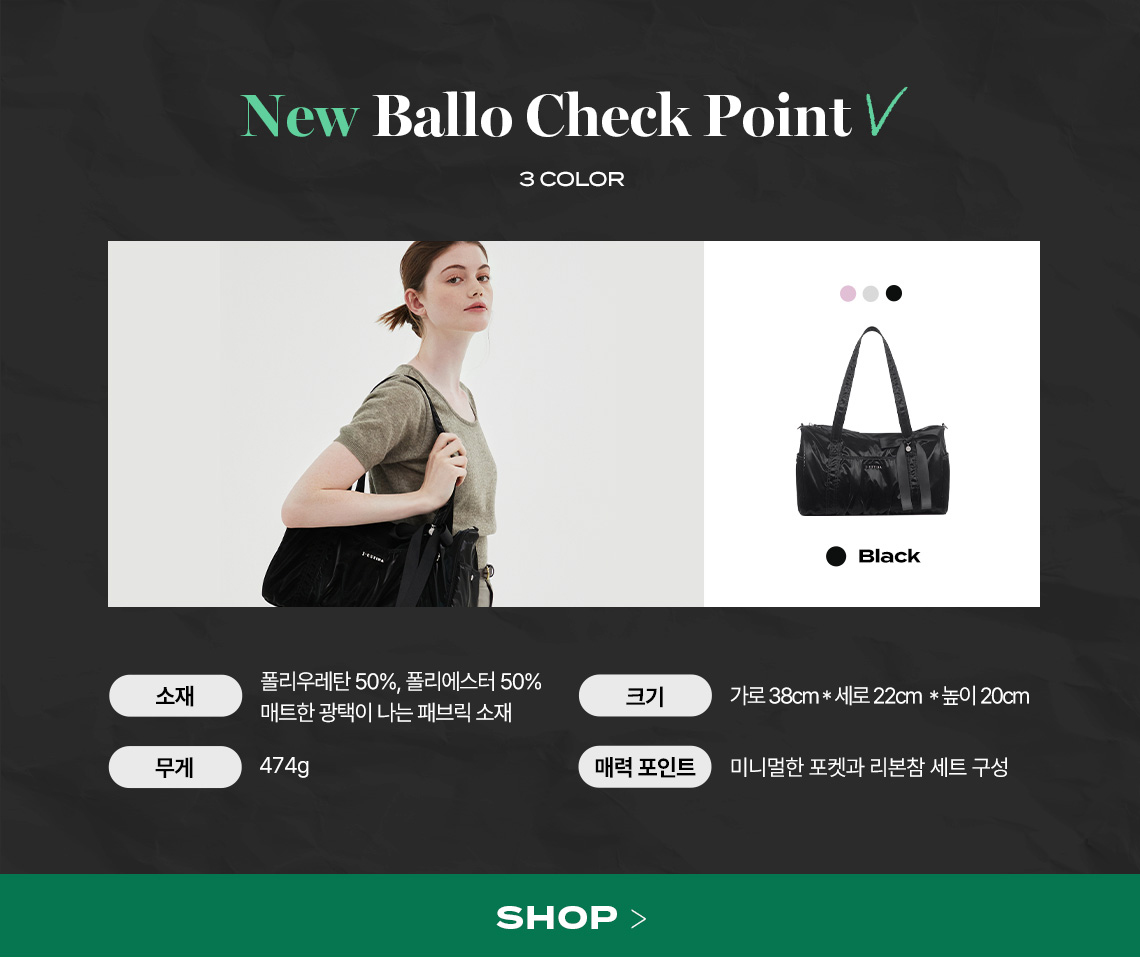 New Ballo Check Point
3 COLOR
Black
소재
폴리우레탄 50%, 폴리에스터 50%
매트한 광택이 나는 패브릭 소재
크기
가로 38cm * 세로 22cm * 높이 20cm
무게
474g
매력 포인트
미니멀한 포켓과 리본참 세트 구성
SHOP >